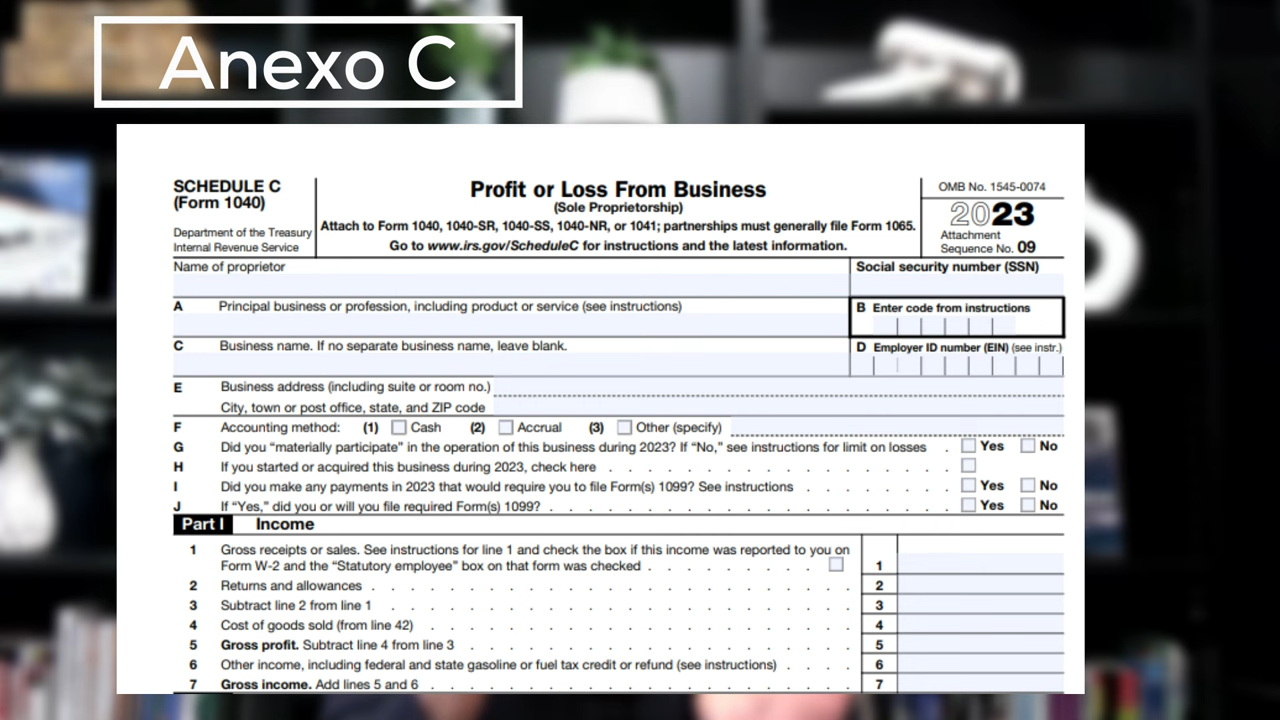 Anexo C
SCHEDULE C
(Form 1040)
Department of the Treasury
Internal Revenue Service
Profit or Loss From Business
(Sole Proprietorship)
Attach to Form 1040, 1040-SR, 1040-SS, 1040-NR, or 1041; partnerships must generally file Form 1065.
Go to www.irs.gov/ScheduleC for instructions and the latest information.
OMB No. 1545-0074
2023
Attachment
Sequence No. 09
Name of proprietor
Social security number (SSN)
A Principal business or profession, including product or service (see instructions)
B Enter code from instructions
C Business name. If no separate business name, leave blank.
D Employer ID number (EIN) (see instr.)
E Business address (including suite or room no.)
City, town or post office, state, and ZIP code
F Accounting method: (1) Cash (2) Accrual (3) Other (specify)
G Did you “materially participate” in the operation of this business during 2023? If “No,” see instructions for limit on losses . Yes No
H If you started or acquired this business during 2023, check here . . . . . . . . . . . . . . . . .
I Did you make any payments in 2023 that would require you to file Form(s) 1099? See instructions . . . . . . . . Yes No
J If “Yes,” did you or will you file required Form(s) 1099? . . . . . . . . . . . . . . . . . . . Yes No
Part I Income
1 Gross receipts or sales. See instructions for line 1 and check the box if this income was reported to you on
Form W-2 and the “Statutory employee” box on that form was checked . . . . . . . . . 1
2 Returns and allowances . . . . . . . . . . . . . . . . . . . . . . 2
3 Subtract line 2 from line 1 . . . . . . . . . . . . . . . . . . . . . 3
4 Cost of goods sold (from line 42) . . . . . . . . . . . . . . . . . . . 4
5 Gross profit. Subtract line 4 from line 3 . . . . . . . . . . . . . . . . . 5
6 Other income, including federal and state gasoline or fuel tax credit or refund (see instructions) . . . . 6
7 Gross income. Add lines 5 and 6 . . . . . . . . . . . . . . . . . . . 7